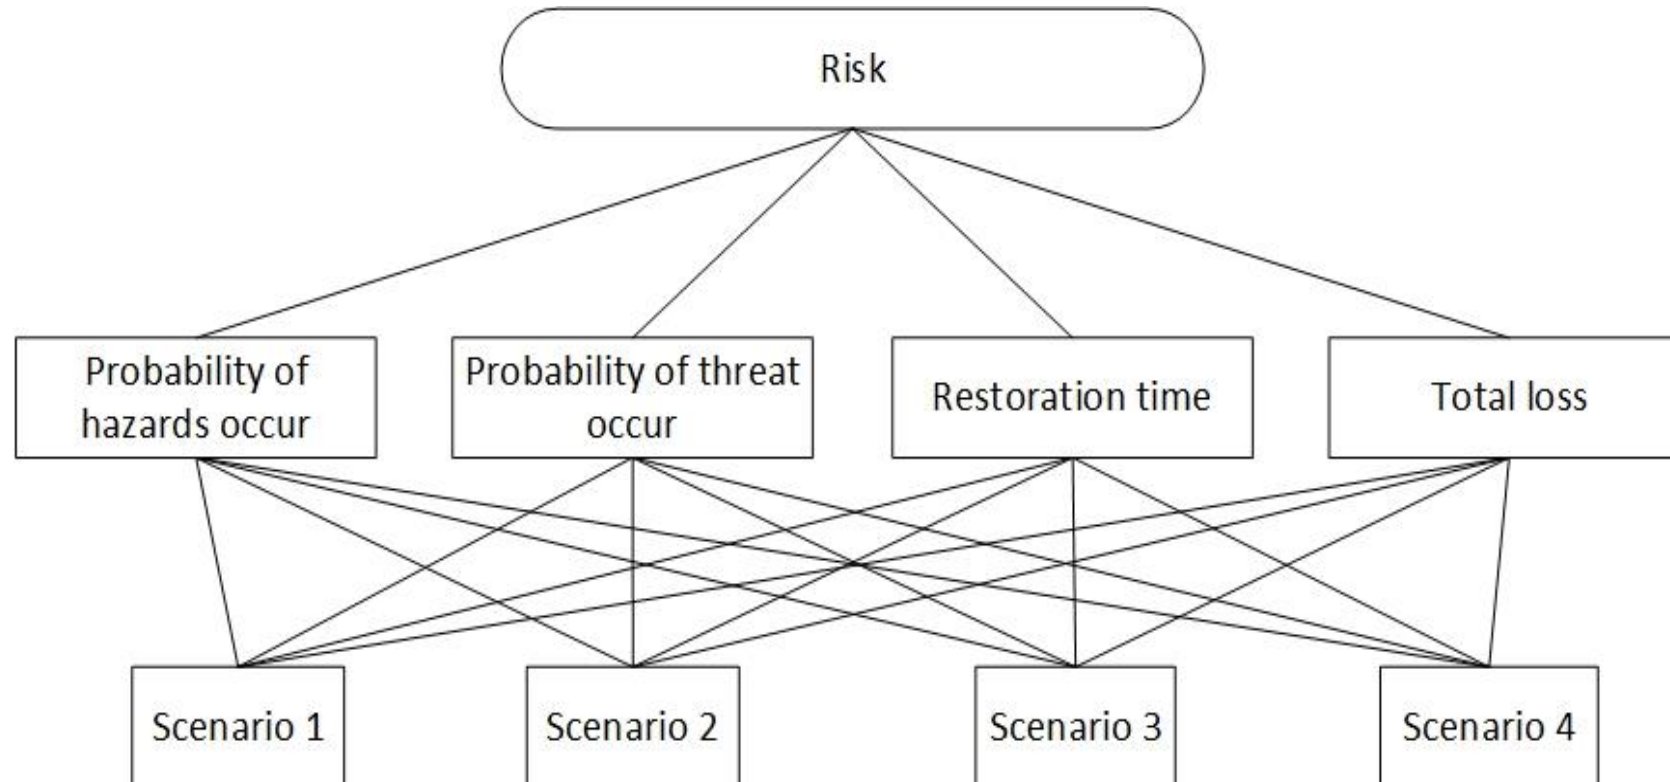 Risk
Probability of
hazards occur
Probability of threat
occur
Restoration time
Total loss
Scenario 1
Scenario 2
Scenario 3
Scenario 4